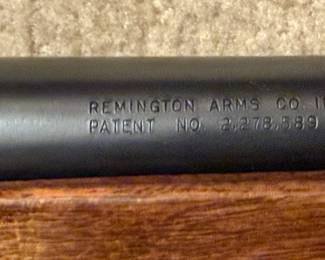 REMINGTON ARMS CO. I
PATENT NO. 2,278,589